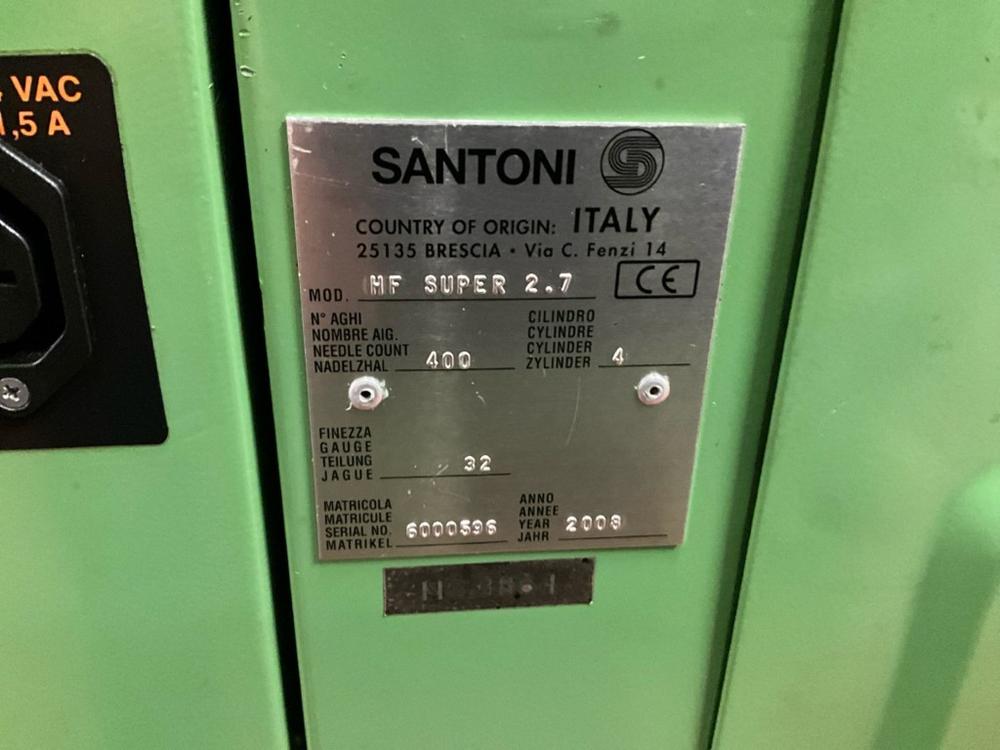 VAC
1,5 A
SANTONI
COUNTRY OF ORIGIN: ITALY
25135 BRESCIA • Via C. Fenzi 14
CE
MOD. HF SUPER 2.7
N° AGHI
NOMBRE AIG.
NEEDLE COUNT
NADELZHAL 400
CILINDRO
CYLINDRE
CYLINDER
ZYLINDER 4
FINEZZA
GAUGE
TEILUNG
JAGUE 32
MATRICOLA
MATRICULE
SERIAL NO. 6000596
MATRIKEL
ANNO
ANNEE
YEAR 2008
JAHR